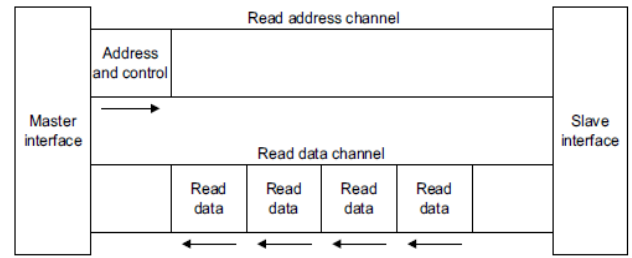 Read address channel
Address
and control
Master
interface
Slave
interface
Read data channel
Read
data
Read
data
Read
data
Read
data